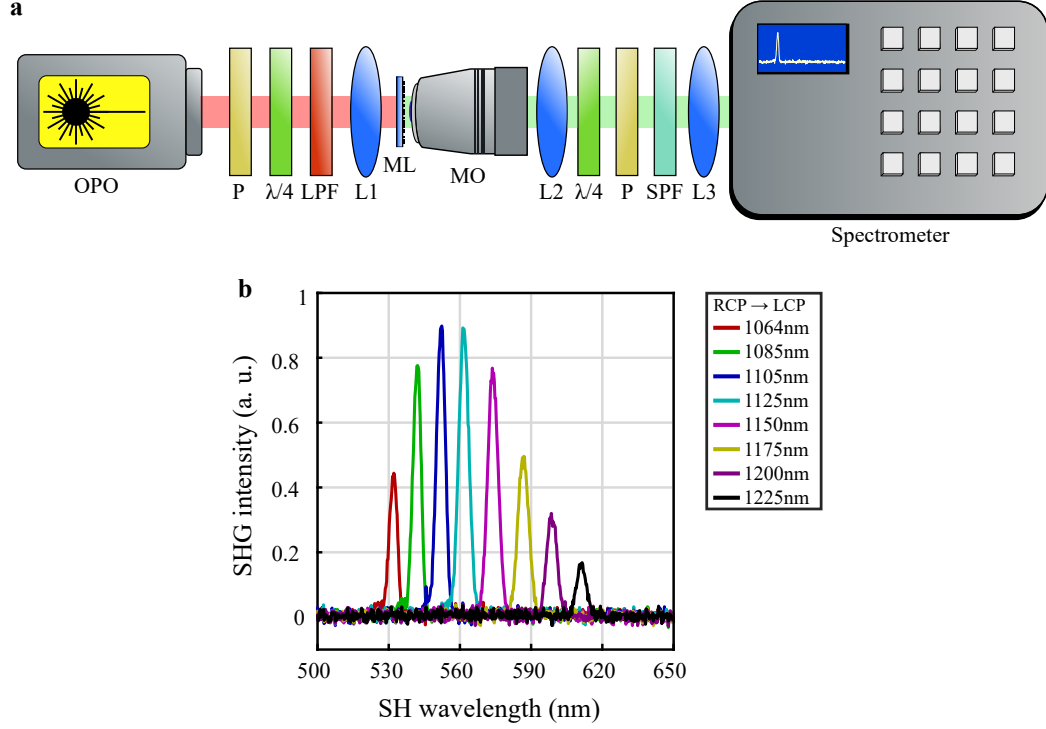 a
OPO
P
λ/4
LPF
L1
ML
MO
L2
λ/4
P
SPF
L3
Spectrometer
b
SHG intensity (a. u.)
1
0.8
0.6
0.4
0.2
0
500
530
560
590
620
650
SH wavelength (nm)
RCP → LCP
1064nm
1085nm
1105nm
1125nm
1150nm
1175nm
1200nm
1225nm